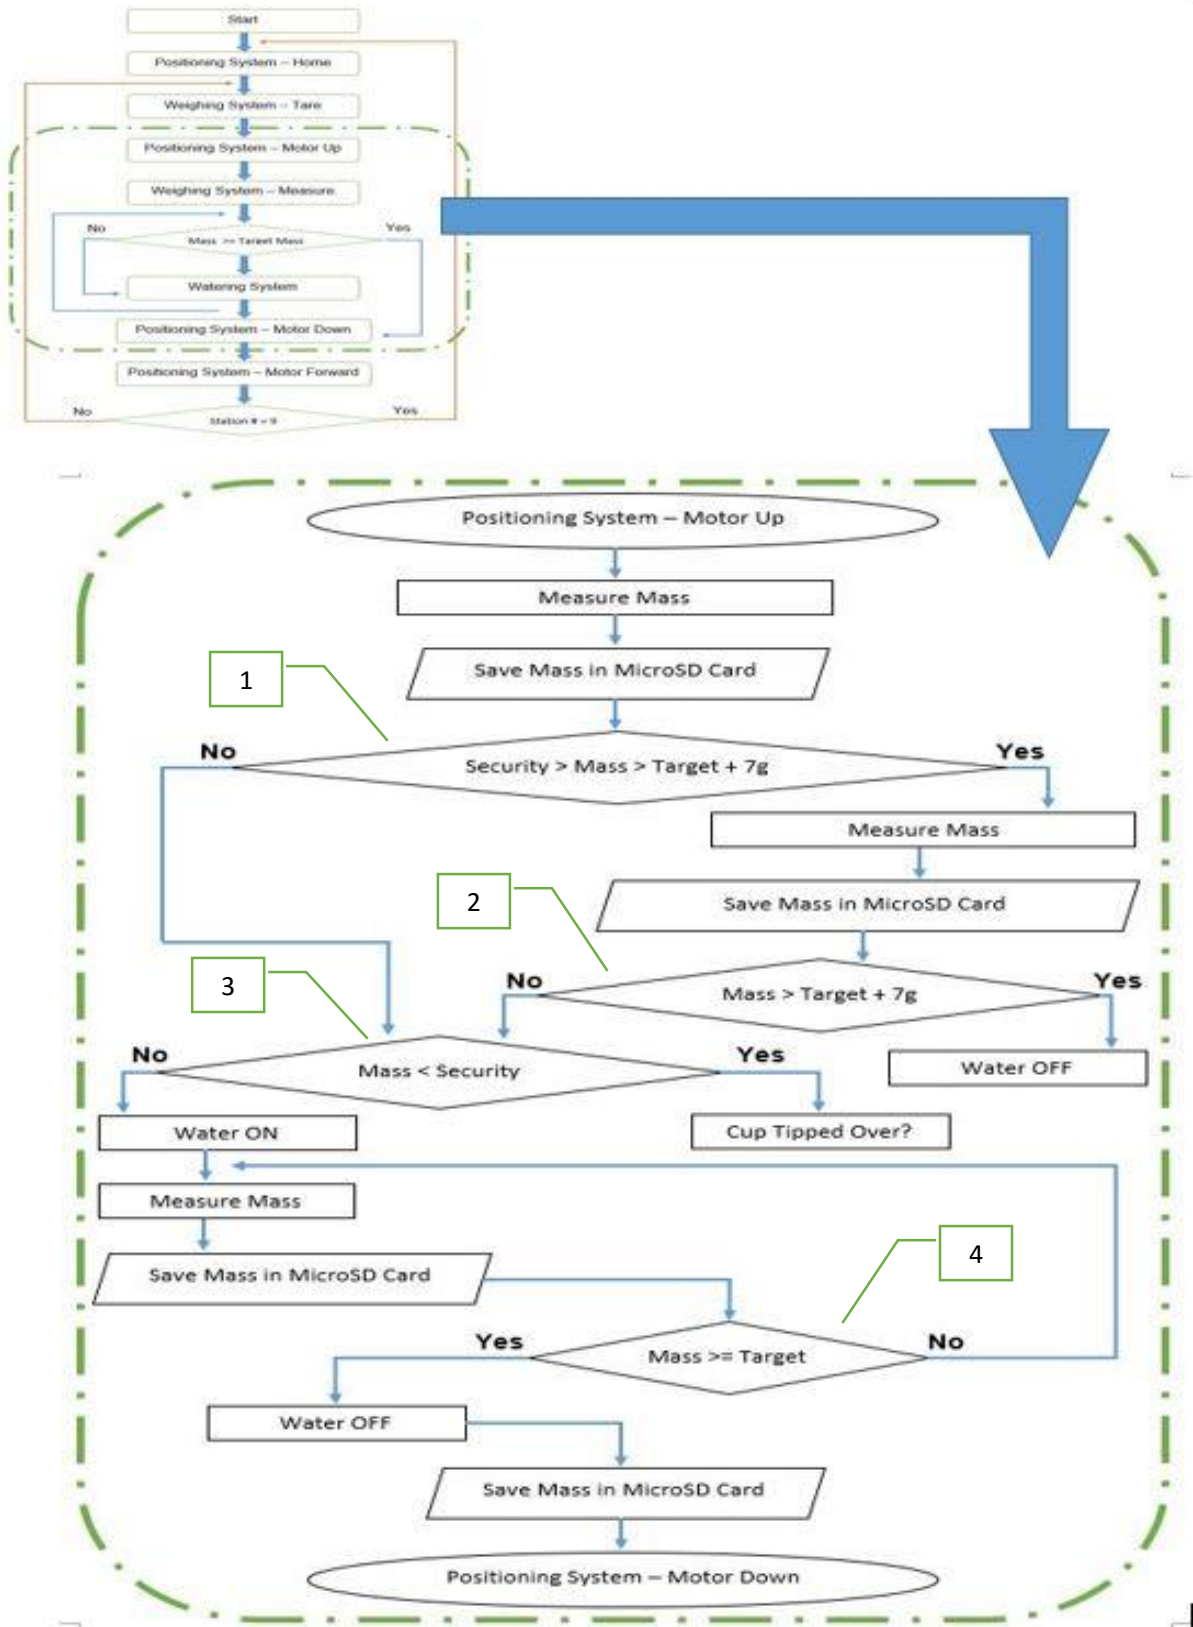 Start
Positioning System – Home
Weighing System – Tare
Positioning System – Motor Up
Weighing System – Measure
No
Yes
Mass >= Target Mass
Watering System
Positioning System – Motor Down
Positioning System – Motor Forward
No
Yes
Station # = 9
Positioning System – Motor Up
Measure Mass
Save Mass in MicroSD Card
1
No
Yes
Security > Mass > Target + 7g
Measure Mass
Save Mass in MicroSD Card
2
No
Yes
Mass > Target + 7g
3
No
Yes
Mass < Security
Water OFF
Water ON
Cup Tipped Over?
Measure Mass
Save Mass in MicroSD Card
4
Yes
No
Mass >= Target
Water OFF
Save Mass in MicroSD Card
Positioning System – Motor Down